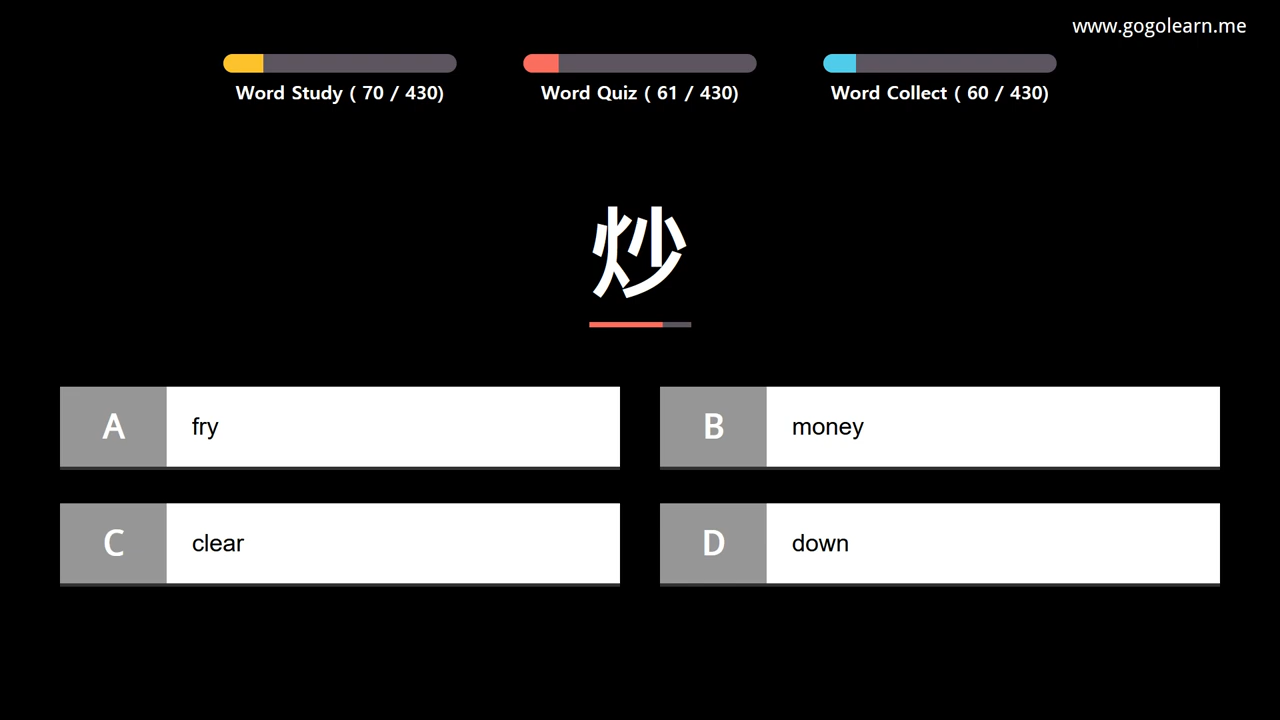 www.gogolearn.me
Word Study ( 70 / 430)
Word Quiz ( 61 / 430)
Word Collect ( 60 / 430)
炒
A fry
B money
C clear
D down